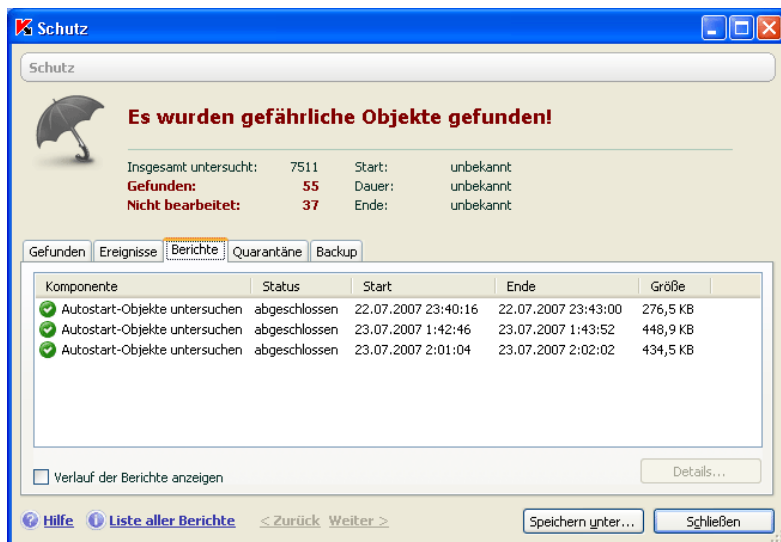 Schutz
Schutz
Es wurden gefährliche Objekte gefunden!
Insgesamt untersucht: 7511 Start: unbekannt
Gefunden: 55 Dauer: unbekannt
Nicht bearbeitet: 37 Ende: unbekannt
Gefunden Ereignisse Berichte Quarantäne Backup
Komponente Status Start Ende Größe
Autostart-Objekte untersuchen abgeschlossen 22.07.2007 23:40:16 22.07.2007 23:43:00 276,5 KB
Autostart-Objekte untersuchen abgeschlossen 23.07.2007 1:42:46 23.07.2007 1:43:52 448,9 KB
Autostart-Objekte untersuchen abgeschlossen 23.07.2007 2:01:04 23.07.2007 2:02:02 434,5 KB
Verlauf der Berichte anzeigen Details...
Hilfe Liste aller Berichte < Zurück Weiter > Speichern unter... Schließen